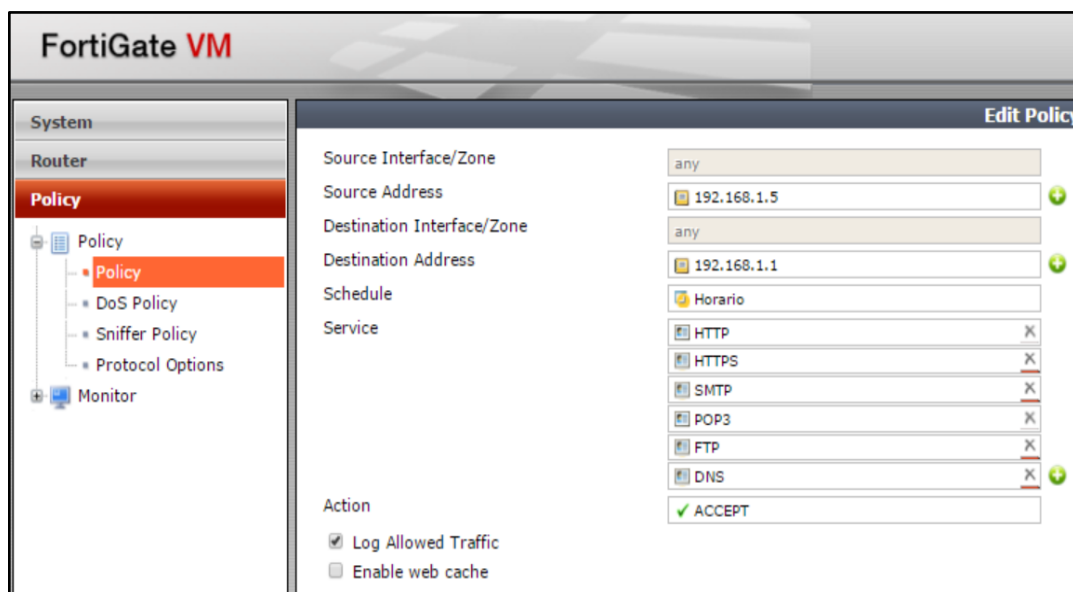 FortiGate VM
System
Router
Policy
Policy
Policy
DoS Policy
Sniffer Policy
Protocol Options
Monitor
Edit Policy
Source Interface/Zone any
Source Address 192.168.1.5
Destination Interface/Zone any
Destination Address 192.168.1.1
Schedule Horario
Service HTTP
HTTPS
SMTP
POP3
FTP
DNS
Action ACCEPT
Log Allowed Traffic
Enable web cache